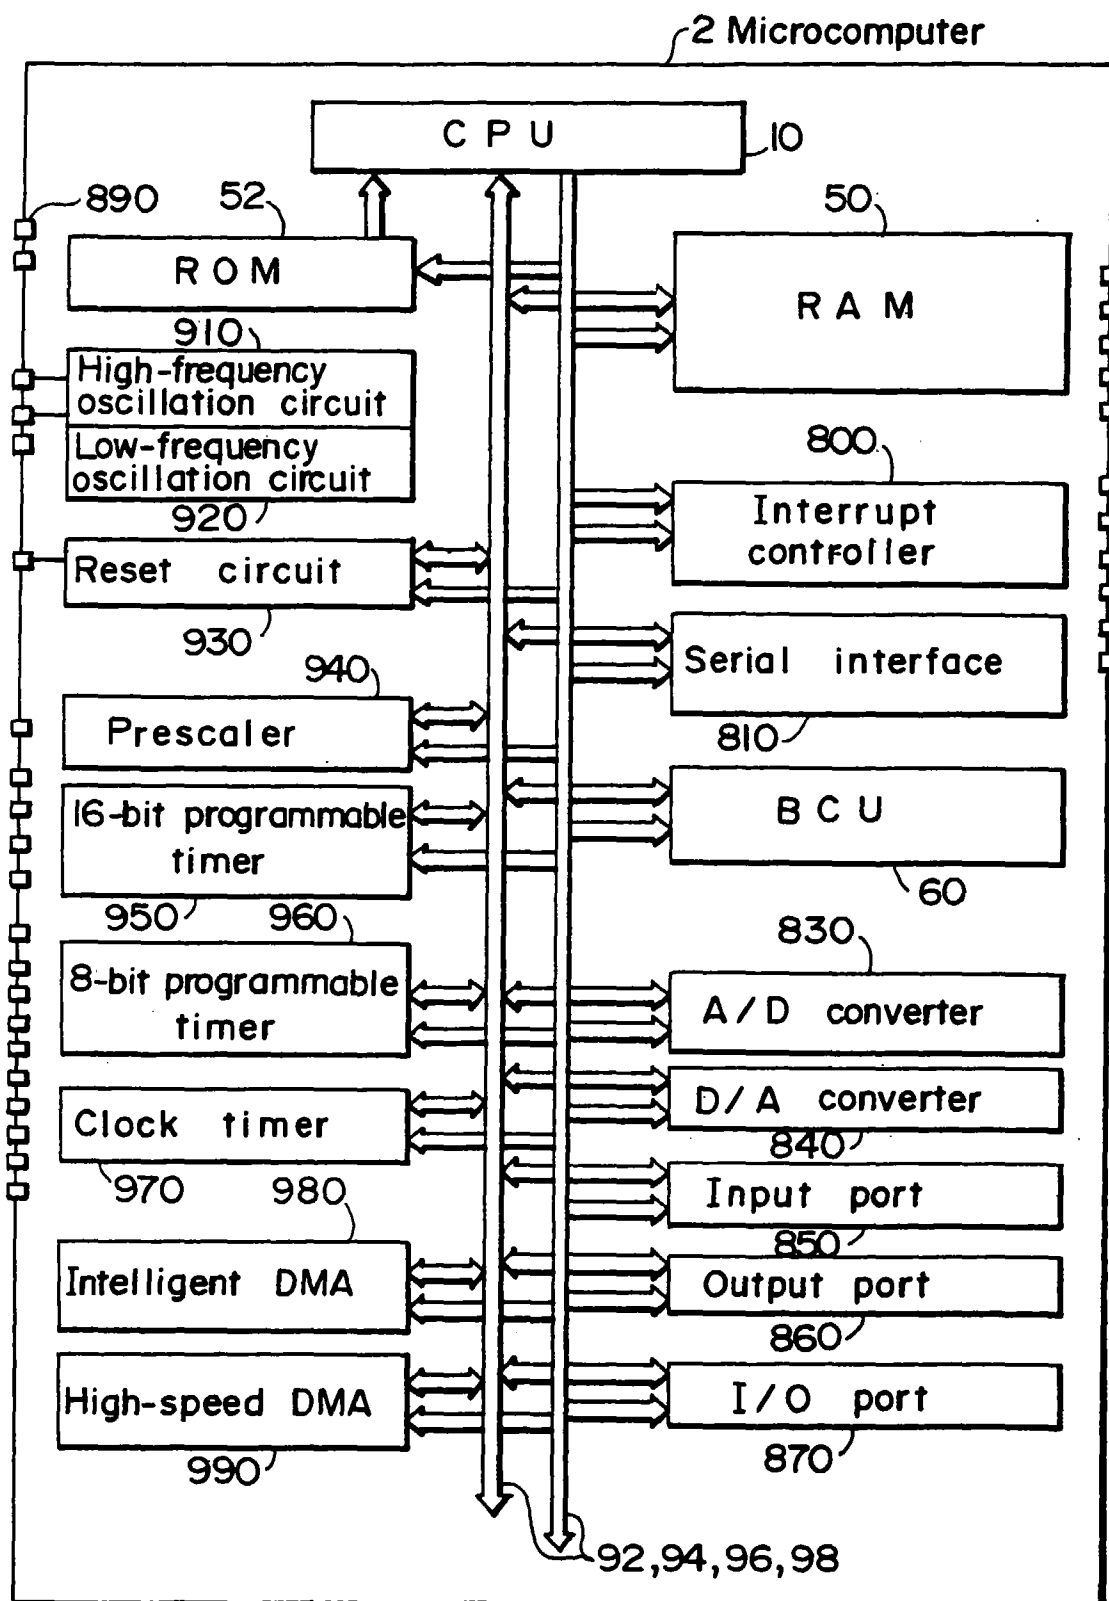 2 Microcomputer
CPU
10
890
52
50
ROM
RAM
910
High-frequency
oscillation circuit
Low-frequency
oscillation circuit
920
800
Interrupt
controller
Reset circuit
930
Serial interface
810
940
Prescaler
16-bit programmable
timer
950
BCU
60
960
8-bit programmable
timer
830
A/D converter
D/A converter
840
Clock timer
970
Input port
850
980
Intelligent DMA
Output port
860
High-speed DMA
990
I/O port
870
92,94,96,98